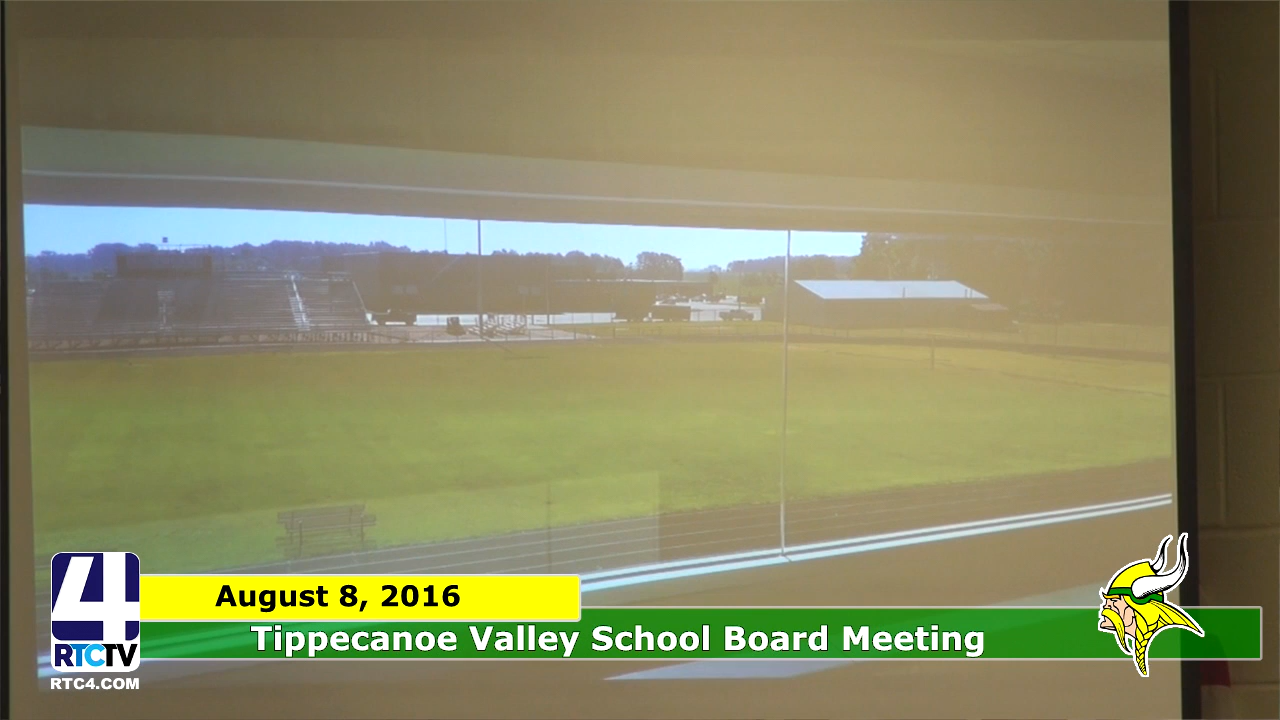 August 8, 2016
Tippecanoe Valley School Board Meeting
4
RTCTV
RTC4.COM